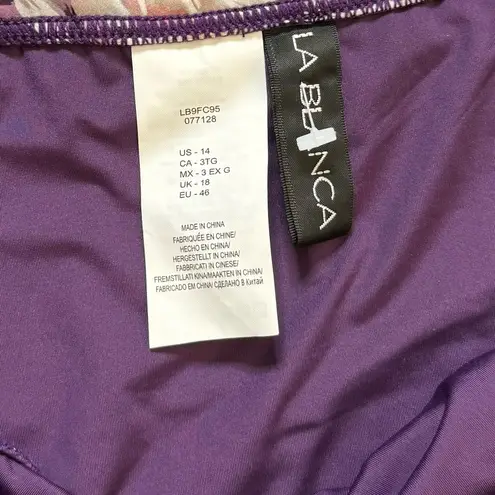 LB9FC95
077128
US - 14
CA - 3TG
MX - 3 EX G
UK - 18
EU - 46
MADE IN CHINA
FABRIQUÉE EN CHINE/
HECHO EN CHINA/
HERGESTELLT IN CHINA/
FABBRICATI IN CINESE/
FREMSTILLATI KINA/MAAKTEN IN CHINA/
FABRICADO EM CHINA/ СДЕЛАНО В Китай
LA BLANCA